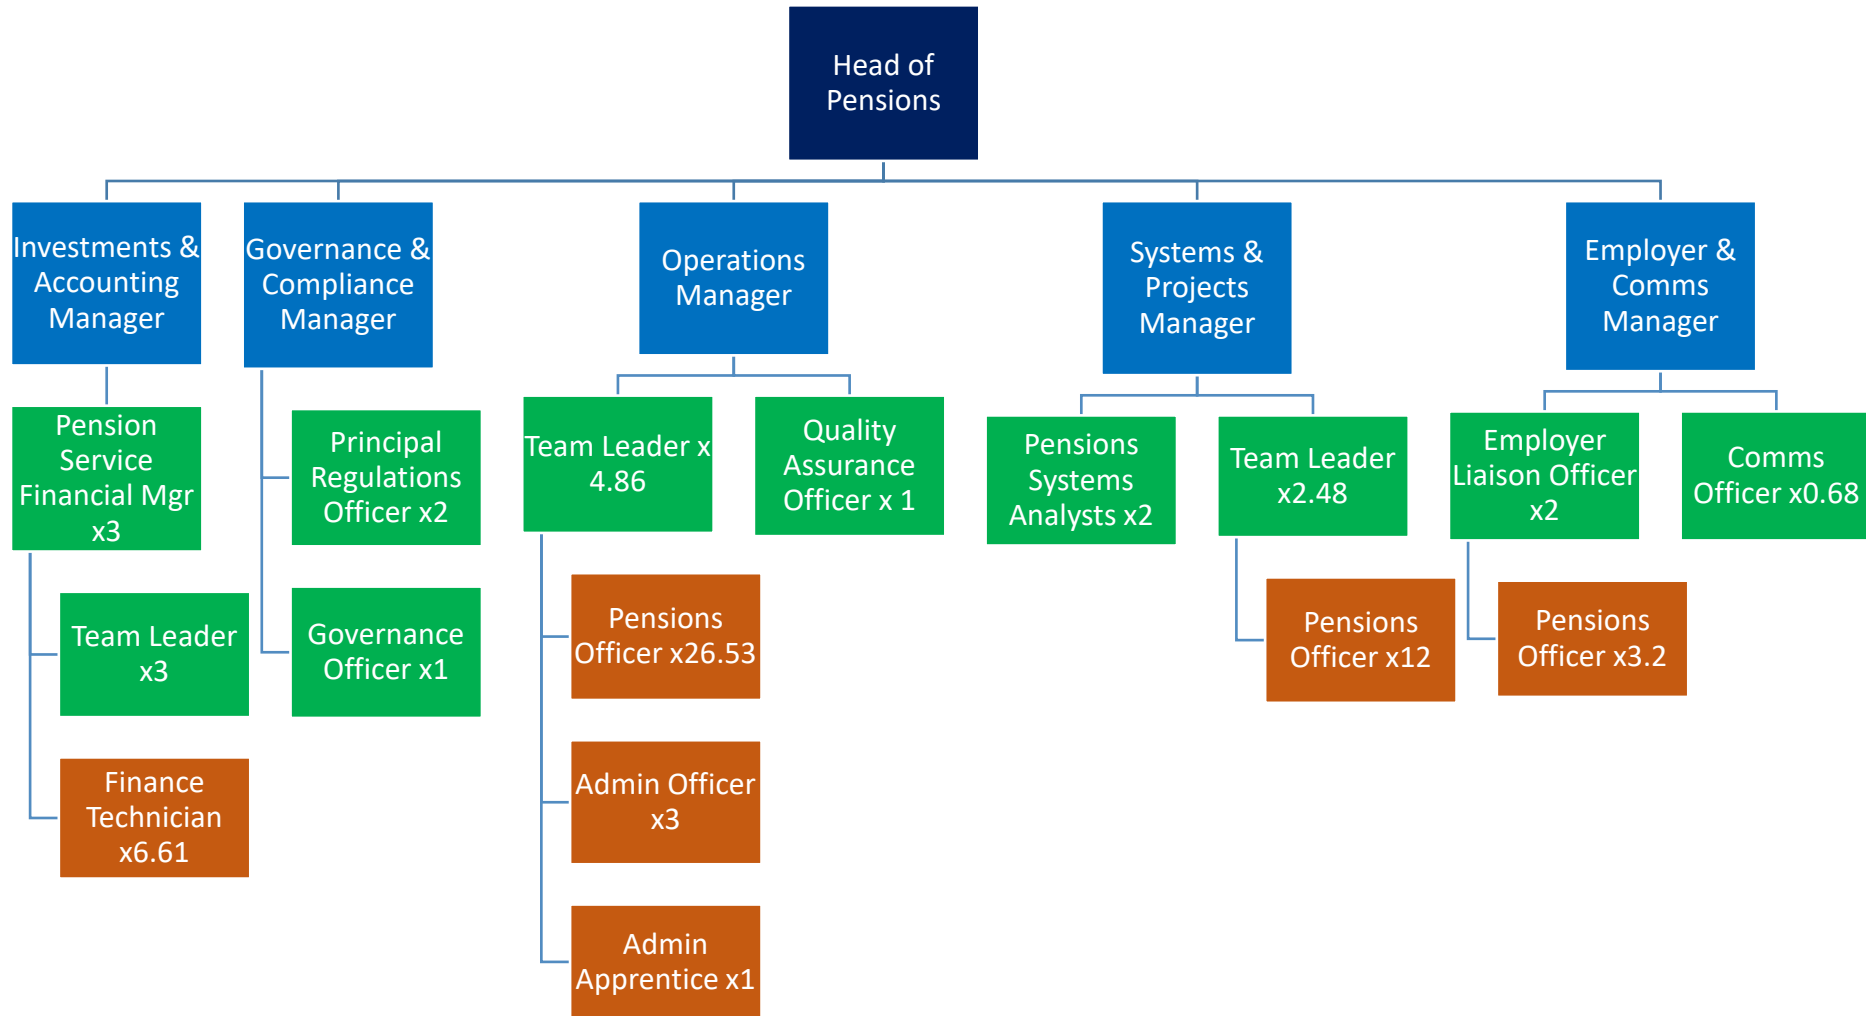 Head of
Pensions
Investments &
Accounting
Manager
Governance &
Compliance
Manager
Operations
Manager
Systems &
Projects
Manager
Employer &
Comms
Manager
Pension
Service
Financial Mgr
x3
Team Leader
x3
Finance
Technician
x6.61
Principal
Regulations
Officer x2
Governance
Officer x1
Team Leader x
4.86
Quality
Assurance
Officer x 1
Pensions
Officer x26.53
Admin Officer
x3
Admin
Apprentice x1
Pensions
Systems
Analysts x2
Team Leader
x2.48
Pensions
Officer x12
Employer
Liaison Officer
x2
Comms
Officer x0.68
Pensions
Officer x3.2